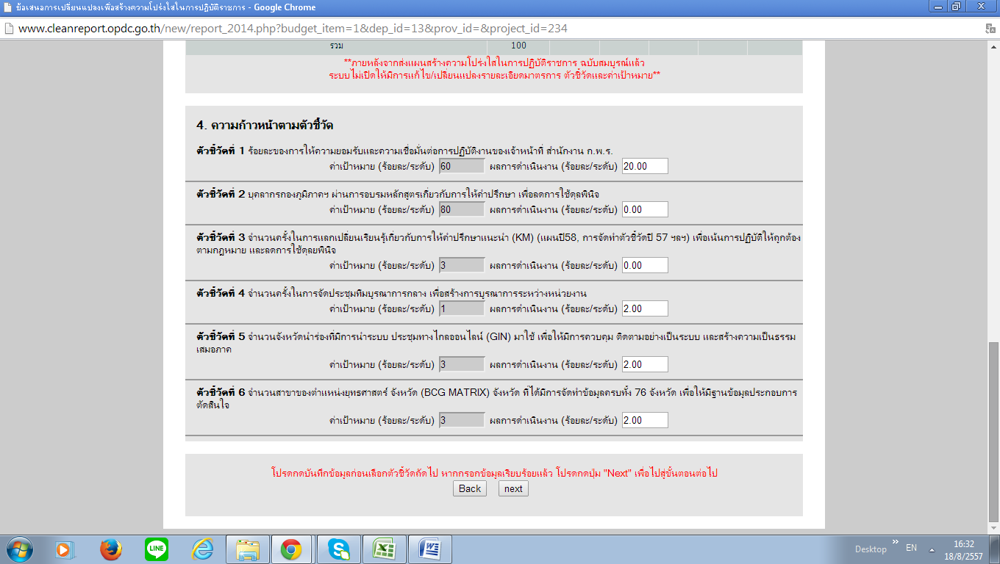 ข้อเสนอการเปลี่ยนแปลงเพื่อสร้างความโปร่งใสในการปฏิบัติราชการ - Google Chrome
www.cleanreport.opdc.go.th/new/report_2014.php?budget_item=1&dep_id=13&prov_id=&project_id=234
รวม 100
**ภายหลังจากส่งแผนสร้างความโปร่งใสในการปฏิบัติราชการ ฉบับสมบูรณ์แล้ว
ระบบไม่เปิดให้มีการแก้ไข/เปลี่ยนแปลงรายละเอียดมาตรการ ตัวชี้วัดและค่าเป้าหมาย**
4. ความก้าวหน้าตามตัวชี้วัด
ตัวชี้วัดที่ 1 ร้อยละของการให้ความยอมรับและความเชื่อมั่นต่อการปฏิบัติงานของเจ้าหน้าที่ สำนักงาน ก.พ.ร.
ค่าเป้าหมาย (ร้อยละ/ระดับ) 60 ผลการดำเนินงาน (ร้อยละ/ระดับ) 20.00
ตัวชี้วัดที่ 2 บุคลากรกองภูมิภาคฯ ผ่านการอบรมหลักสูตรเกี่ยวกับการให้คำปรึกษา เพื่อลดการใช้ดุลพินิจ
ค่าเป้าหมาย (ร้อยละ/ระดับ) 80 ผลการดำเนินงาน (ร้อยละ/ระดับ) 0.00
ตัวชี้วัดที่ 3 จำนวนครั้งในการแลกเปลี่ยนเรียนรู้เกี่ยวกับการให้คำปรึกษาแนะนำ (KM) (แผนปี58, การจัดทำตัวชี้วัดปี 57 ฯลฯ) เพื่อเน้นการปฏิบัติให้ถูกต้อง
ตามกฎหมาย และลดการใช้ดุลยพินิจ
ค่าเป้าหมาย (ร้อยละ/ระดับ) 3 ผลการดำเนินงาน (ร้อยละ/ระดับ) 0.00
ตัวชี้วัดที่ 4 จำนวนครั้งในการจัดประชุมทีมบูรณาการกลาง เพื่อสร้างการบูรณาการระหว่างหน่วยงาน
ค่าเป้าหมาย (ร้อยละ/ระดับ) 1 ผลการดำเนินงาน (ร้อยละ/ระดับ) 2.00
ตัวชี้วัดที่ 5 จำนวนจังหวัดนำร่องที่มีการนำระบบ ประชุมทางไกลออนไลน์ (GIN) มาใช้ เพื่อให้มีการควบคุม ติดตามอย่างเป็นระบบ และสร้างความเป็นธรรม
เสมอภาค
ค่าเป้าหมาย (ร้อยละ/ระดับ) 3 ผลการดำเนินงาน (ร้อยละ/ระดับ) 2.00
ตัวชี้วัดที่ 6 จำนวนสาขาของตำแหน่งยุทธศาสตร์ จังหวัด (BCG MATRIX) จังหวัด ที่ได้มีการจัดทำข้อมูลครบทั้ง 76 จังหวัด เพื่อให้มีฐานข้อมูลประกอบการ
ตัดสินใจ
ค่าเป้าหมาย (ร้อยละ/ระดับ) 3 ผลการดำเนินงาน (ร้อยละ/ระดับ) 2.00
โปรดกดบันทึกข้อมูลก่อนเลือกตัวชี้วัดถัดไป หากกรอกข้อมูลเรียบร้อยแล้ว โปรดกดปุ่ม "Next" เพื่อไปสู่ขั้นตอนต่อไป
Back next
LINE
Desktop » EN 16:32
18/8/2557